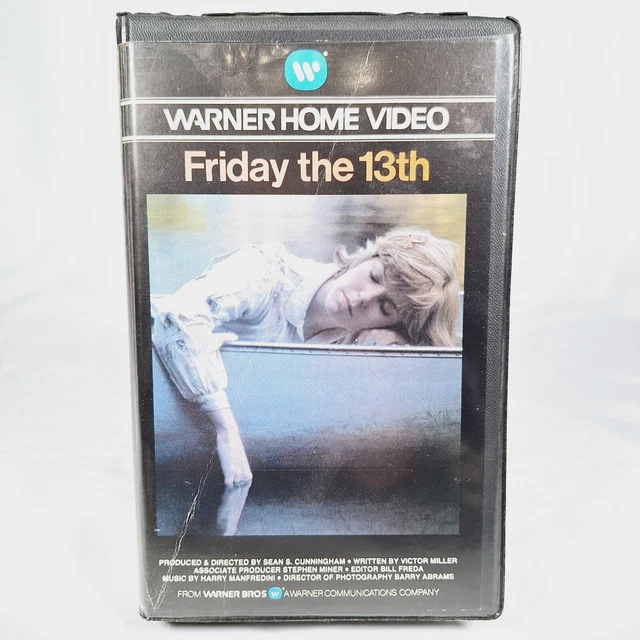 WARNER HOME VIDEO
Friday the 13th
PRODUCED & DIRECTED BY SEAN S. CUNNINGHAM • WRITTEN BY VICTOR MILLER
ASSOCIATE PRODUCER STEPHEN MINER • EDITOR BILL FREDA
MUSIC BY HARRY MANFREDINI • DIRECTOR OF PHOTOGRAPHY BARRY ABRAMS
FROM WARNER BROS A WARNER COMMUNICATIONS COMPANY